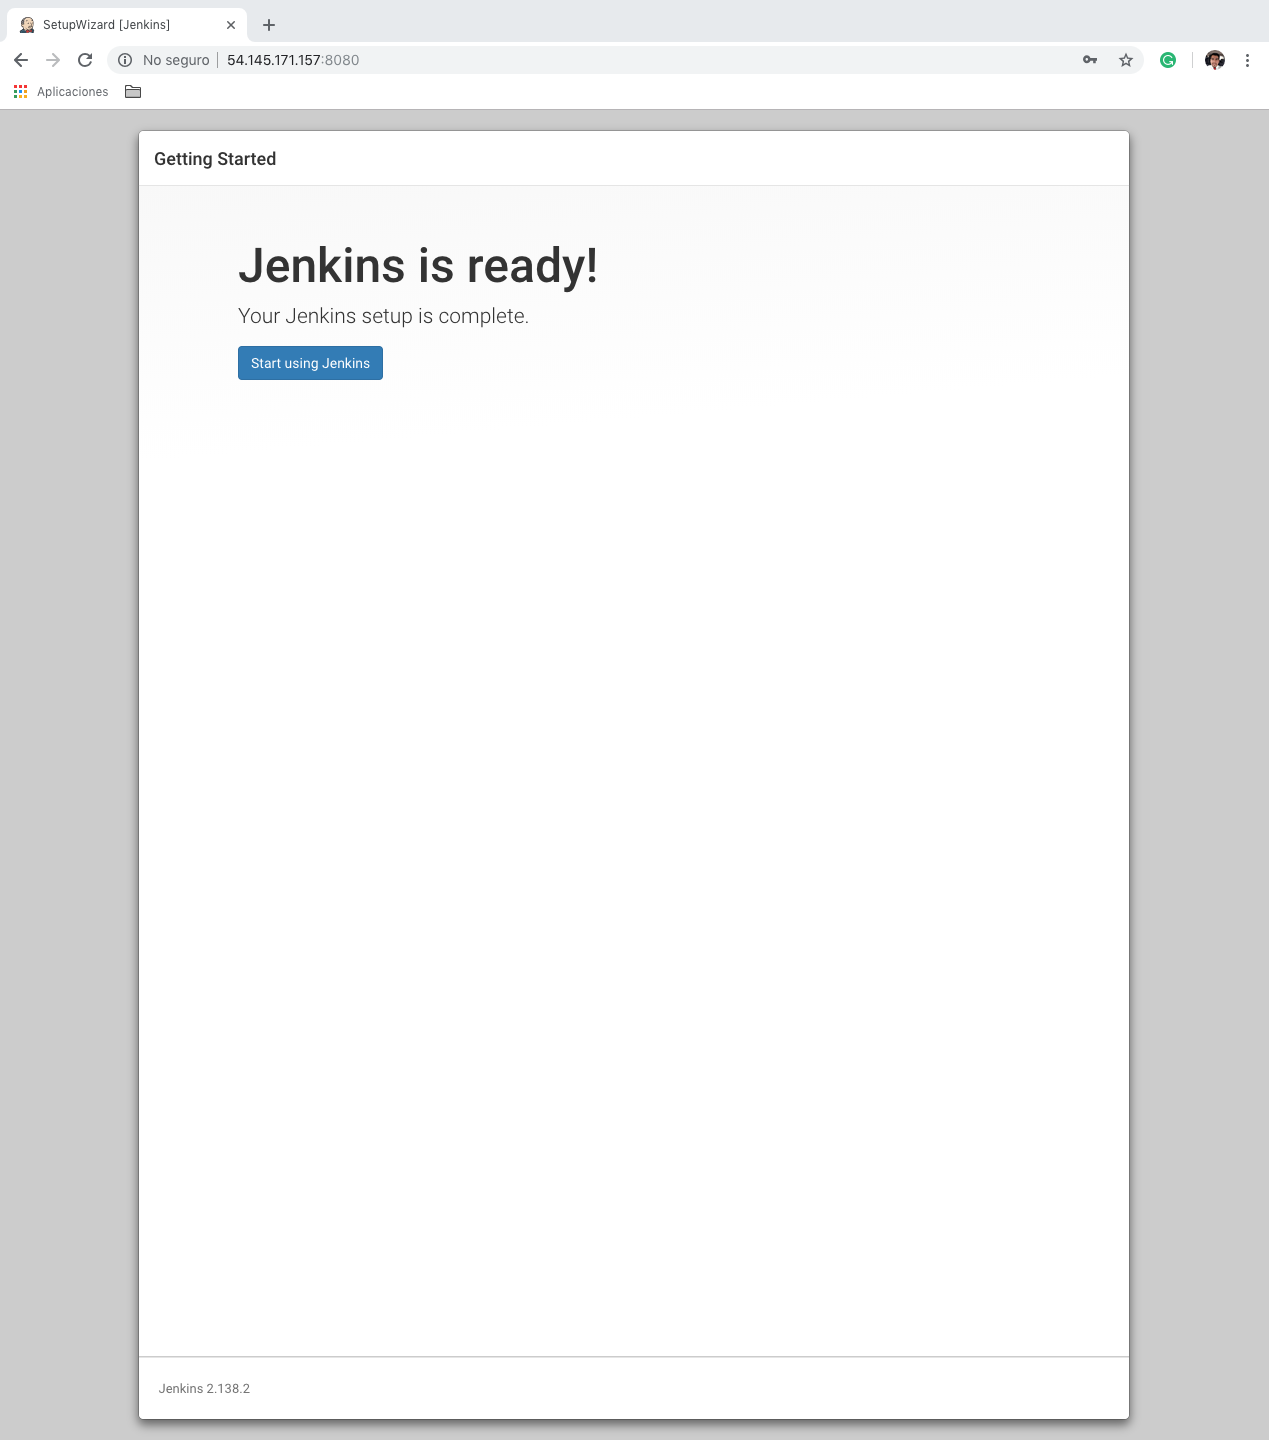 SetupWizard [Jenkins]
No seguro
54.145.171.157:8080
Aplicaciones
Getting Started
Jenkins is ready!
Your Jenkins setup is complete.
Start using Jenkins
Jenkins 2.138.2